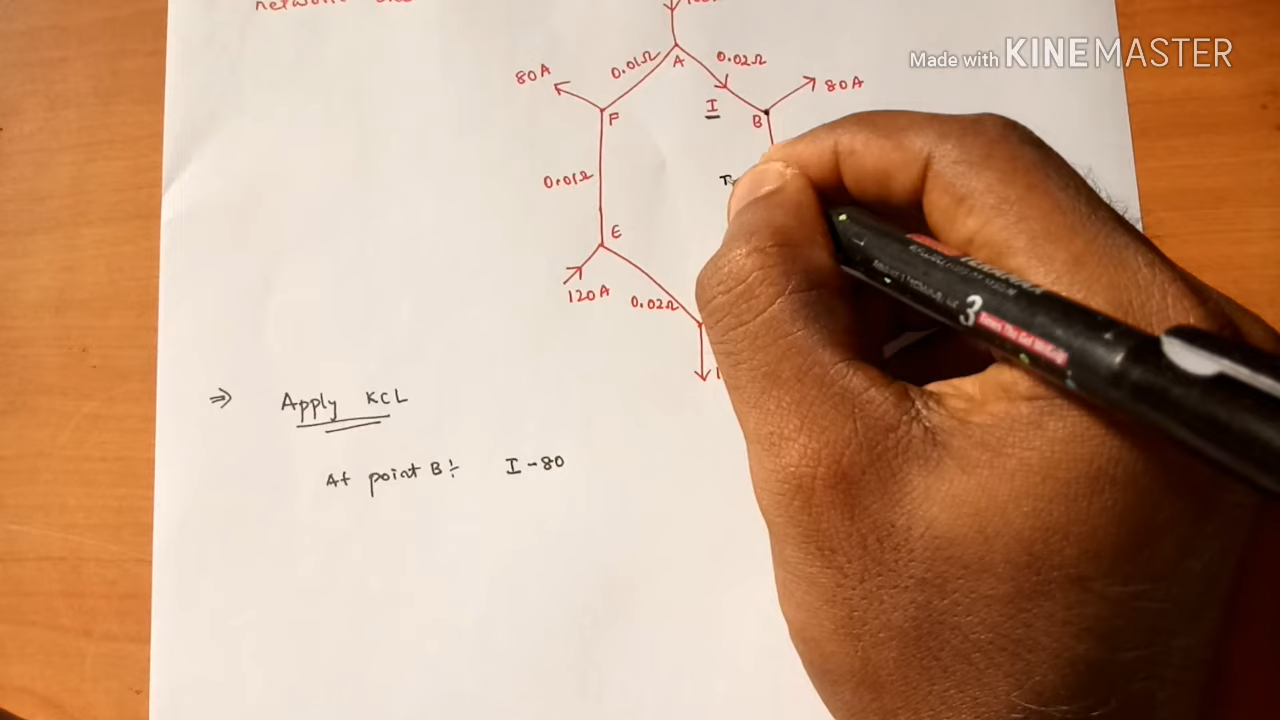 Made with KINEMASTER
80A
0.01Ω
A
0.02Ω
80A
F
I
B
0.01Ω
E
120A
0.02Ω
3
⇒ Apply KCL
At point B÷ I-80